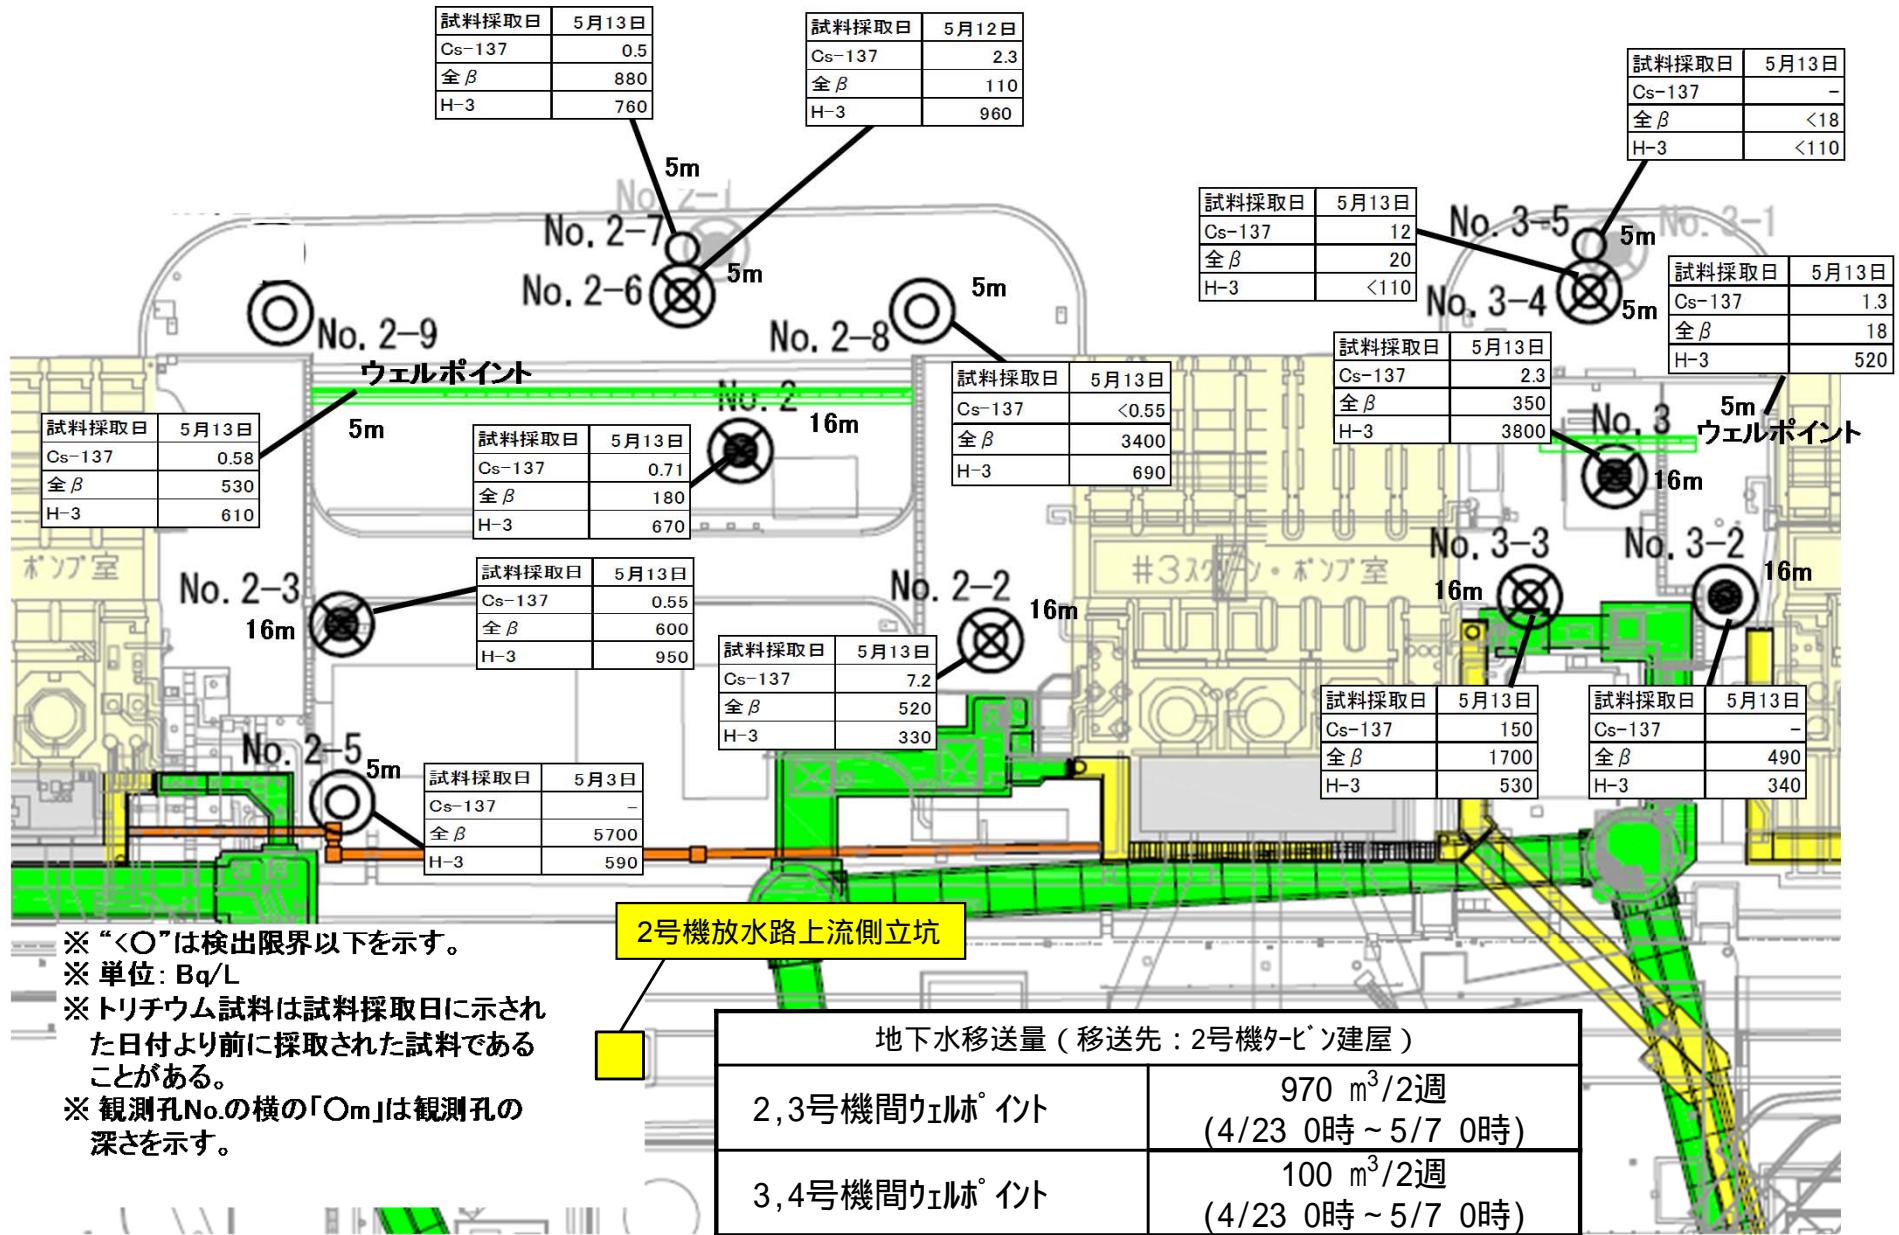 試料採取日 5月13日
Cs-137 0.5
全β 880
H-3 760
試料採取日 5月12日
Cs-137 2.3
全β 110
H-3 960
試料採取日 5月13日
Cs-137 -
全β <18
H-3 <110
5m
No. 2-1
No. 2-7
5m
No. 2-6
試料採取日 5月13日
Cs-137 12
全β 20
H-3 <110
No. 3-5
5m
No. 3-1
No. 3-4
5m
試料採取日 5月13日
Cs-137 1.3
全β 18
H-3 520
No. 2-9
No. 2-8
5m
ウェルポイント
5m
No. 2
16m
試料採取日 5月13日
Cs-137 <0.55
全β 3400
H-3 690
試料採取日 5月13日
Cs-137 2.3
全β 350
H-3 3800
No. 3
16m
5m
ウェルポイント
試料採取日 5月13日
Cs-137 0.58
全β 530
H-3 610
試料採取日 5月13日
Cs-137 0.71
全β 180
H-3 670
ポンプ室
No. 2-3
16m
試料採取日 5月13日
Cs-137 0.55
全β 600
H-3 950
No. 2-2
16m
#3スクリーン・ポンプ室
No. 3-3
16m
No. 3-2
16m
試料採取日 5月13日
Cs-137 7.2
全β 520
H-3 330
試料採取日 5月13日
Cs-137 150
全β 1700
H-3 530
試料採取日 5月13日
Cs-137 -
全β 490
H-3 340
No. 2-5
5m
試料採取日 5月3日
Cs-137 -
全β 5700
H-3 590
2号機放水路上流側立坑
※ “<〇”は検出限界以下を示す。
※ 単位: Bq/L
※ トリチウム試料は試料採取日に示され
た日付より前に採取された試料である
ことがある。
※ 観測孔No.の横の「〇m」は観測孔の
深さを示す。
地下水移送量(移送先:2号機タービン建屋)
2,3号機間ウェルポイント 970 m³/2週
(4/23 0時~5/7 0時)
3,4号機間ウェルポイント 100 m³/2週
(4/23 0時~5/7 0時)